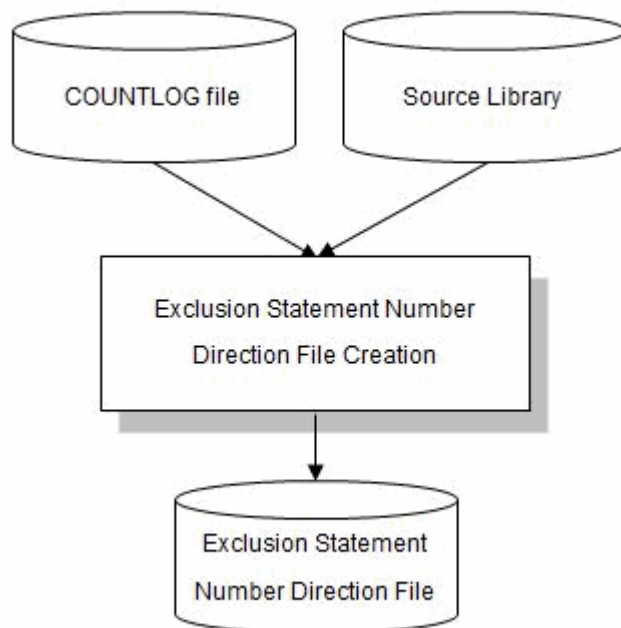 COUNTLOG file
Source Library
Exclusion Statement Number
Direction File Creation
Exclusion Statement
Number Direction File